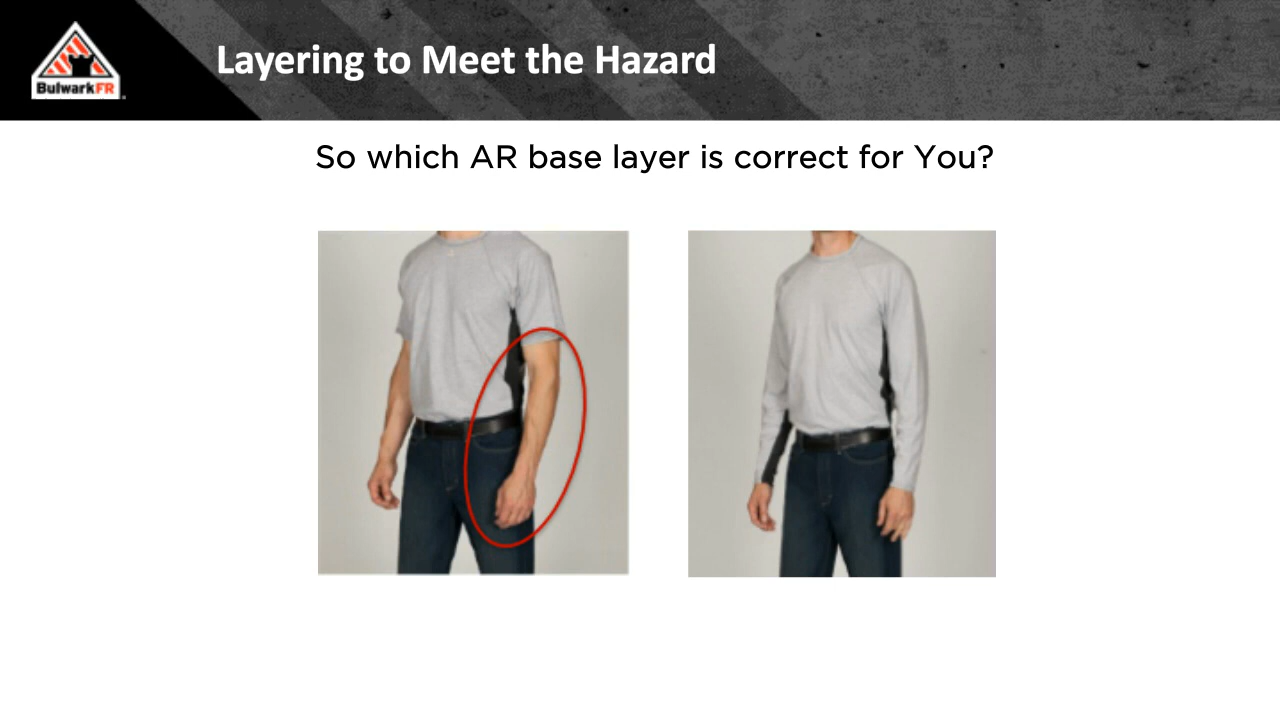 Layering to Meet the Hazard
BulwarkFR
So which AR base layer is correct for You?